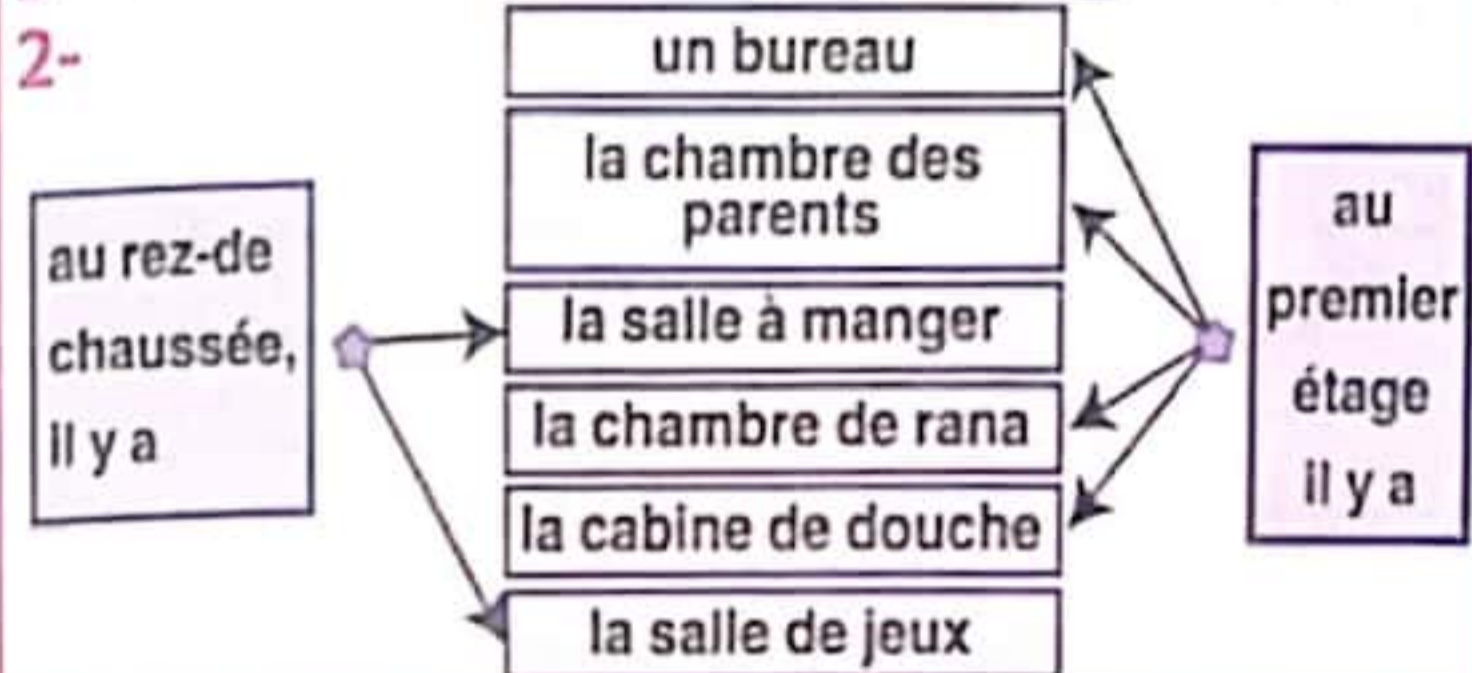 2-
au rez-de
chaussée,
il y a
un bureau
la chambre des
parents
la salle à manger
la chambre de rana
la cabine de douche
la salle de jeux
au
premier
étage
il y a